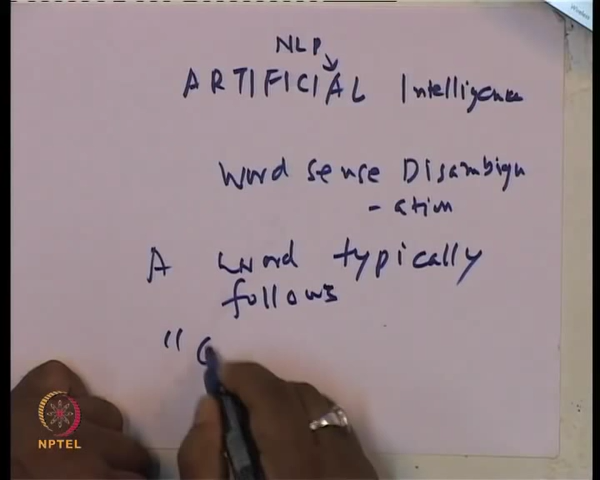 NLP
ARTIFICIAL Intelligence
Word sense Disambigu
- ation
A word typically
follows
"
NPTEL